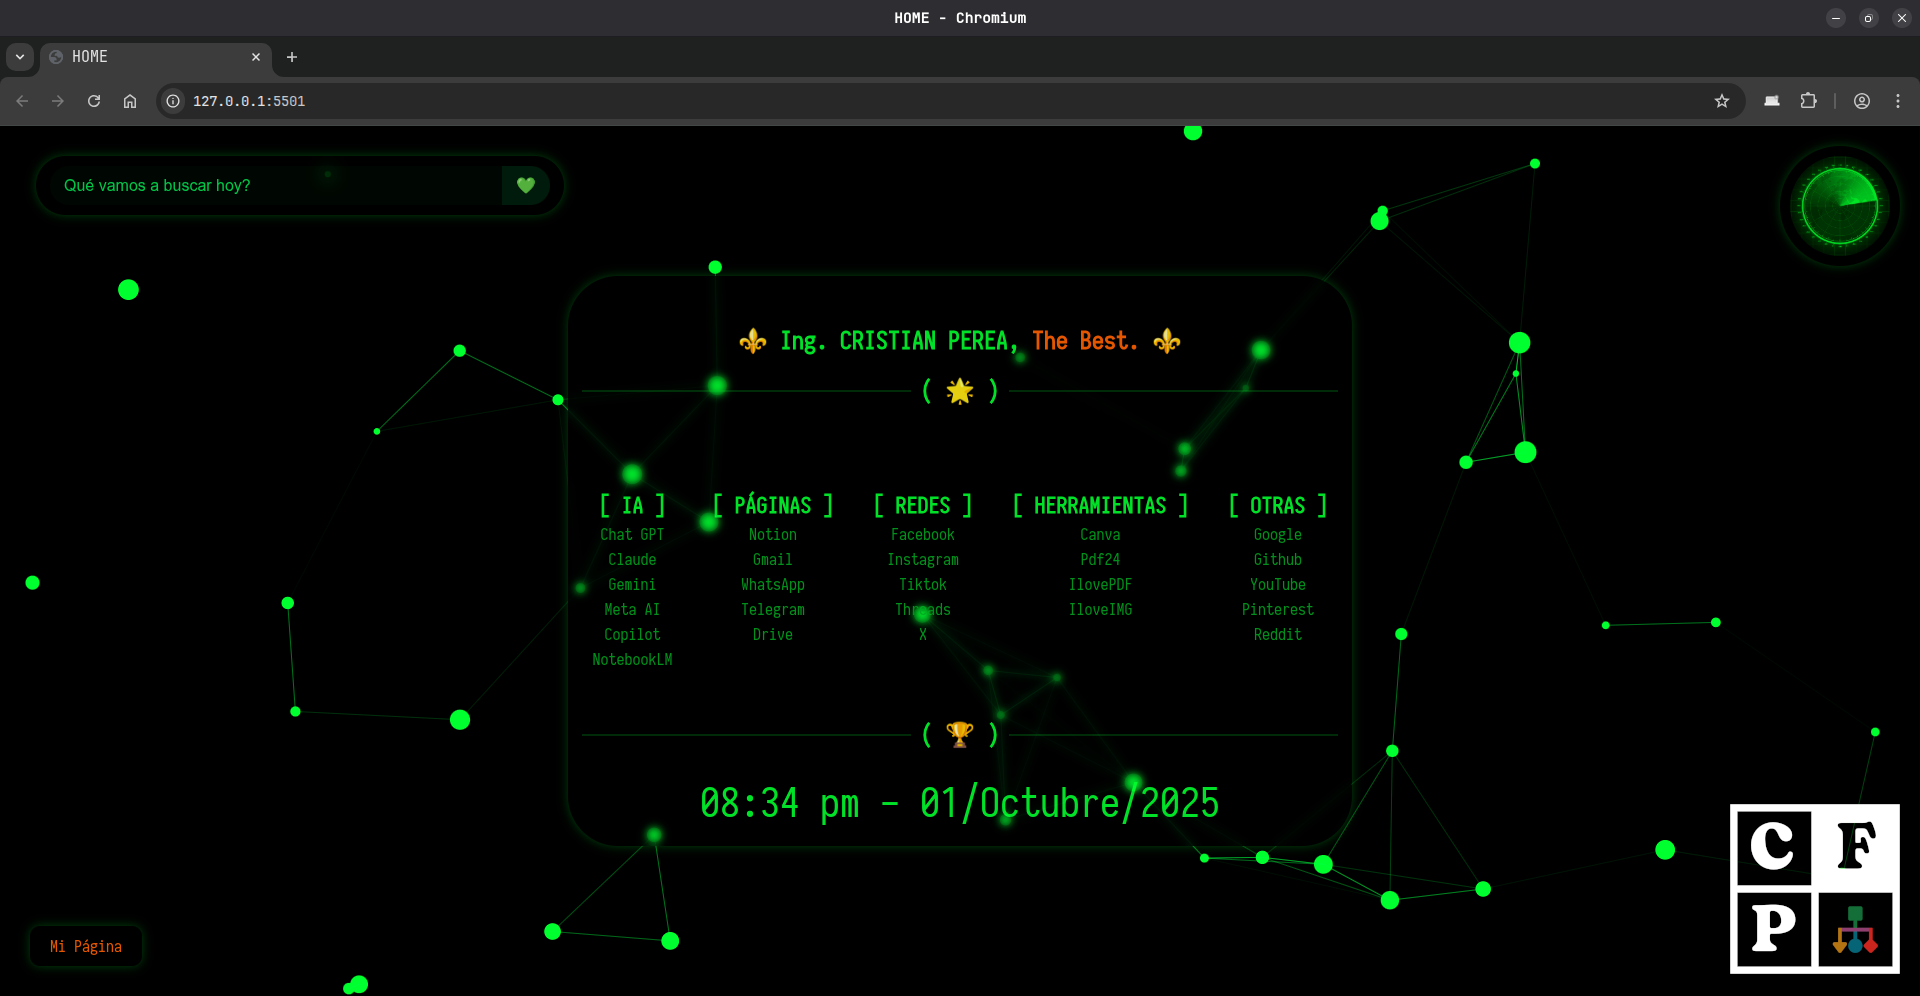 HOME - Chromium
HOME
127.0.0.1:5501
Qué vamos a buscar hoy?
Ing. CRISTIAN PEREA, The Best.
( )
[ IA ]
Chat GPT
Claude
Gemini
Meta AI
Copilot
NotebookLM
[ PÁGINAS ]
Notion
Gmail
WhatsApp
Telegram
Drive
[ REDES ]
Facebook
Instagram
Tiktok
Threads
X
[ HERRAMIENTAS ]
Canva
Pdf24
IlovePDF
IloveIMG
[ OTRAS ]
Google
Github
YouTube
Pinterest
Reddit
( )
08:34 pm - 01/Octubre/2025
Mi Página
C F
P